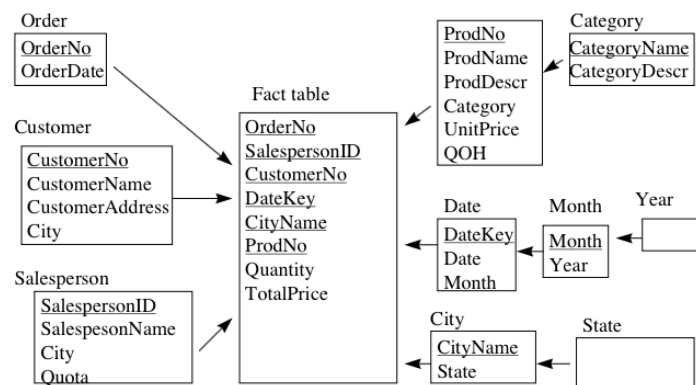 Order
OrderNo
OrderDate
Customer
CustomerNo
CustomerName
CustomerAddress
City
Salesperson
SalespersonID
SalespesonName
City
Quota
Fact table
OrderNo
SalespersonID
CustomerNo
DateKey
CityName
ProdNo
Quantity
TotalPrice
ProdNo
ProdName
ProdDescr
Category
UnitPrice
QOH
Category
CategoryName
CategoryDescr
Date
DateKey
Date
Month
Month
Month
Year
Year
City
CityName
State
State